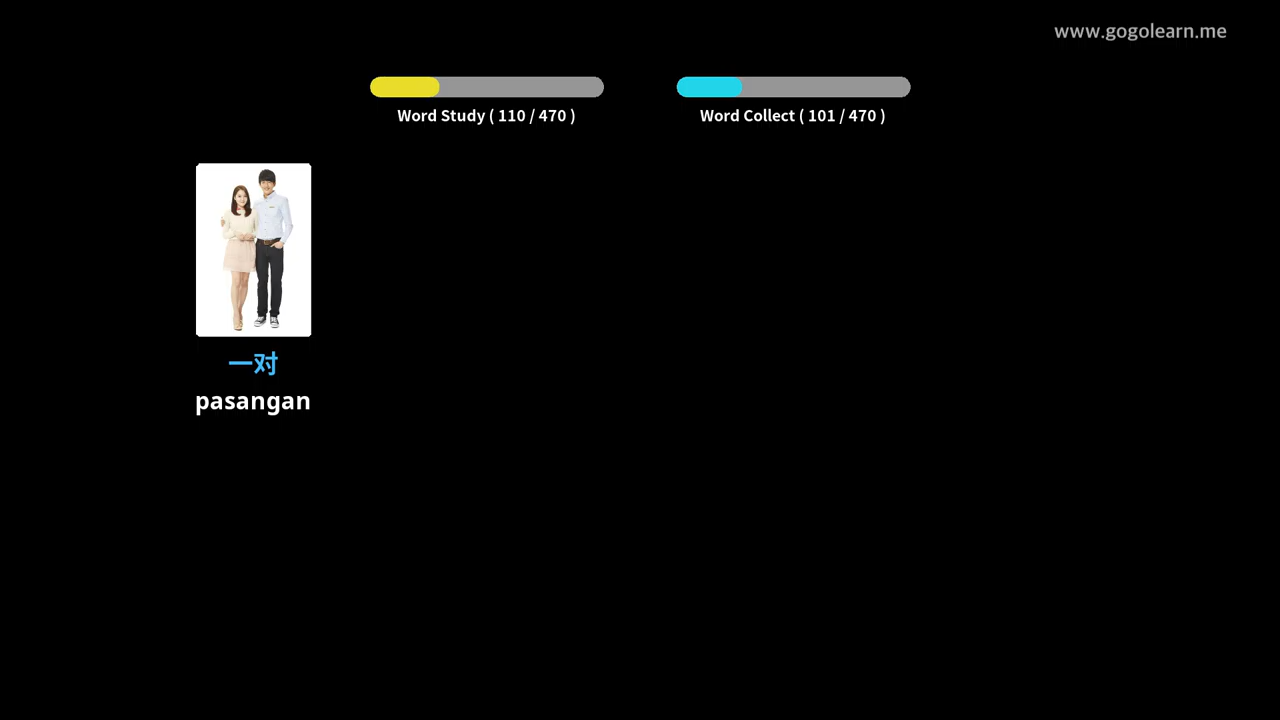 www.gogolearn.me
Word Study ( 110 / 470 )
Word Collect ( 101 / 470 )
一对
pasangan